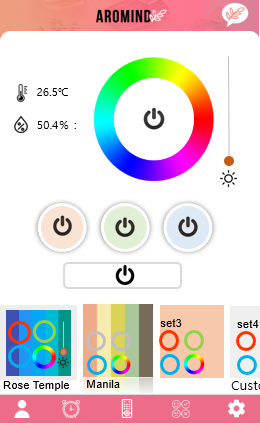 AROMIND
26.5℃
50.4% :
set3
set4
Rose Temple
Manila
Custo